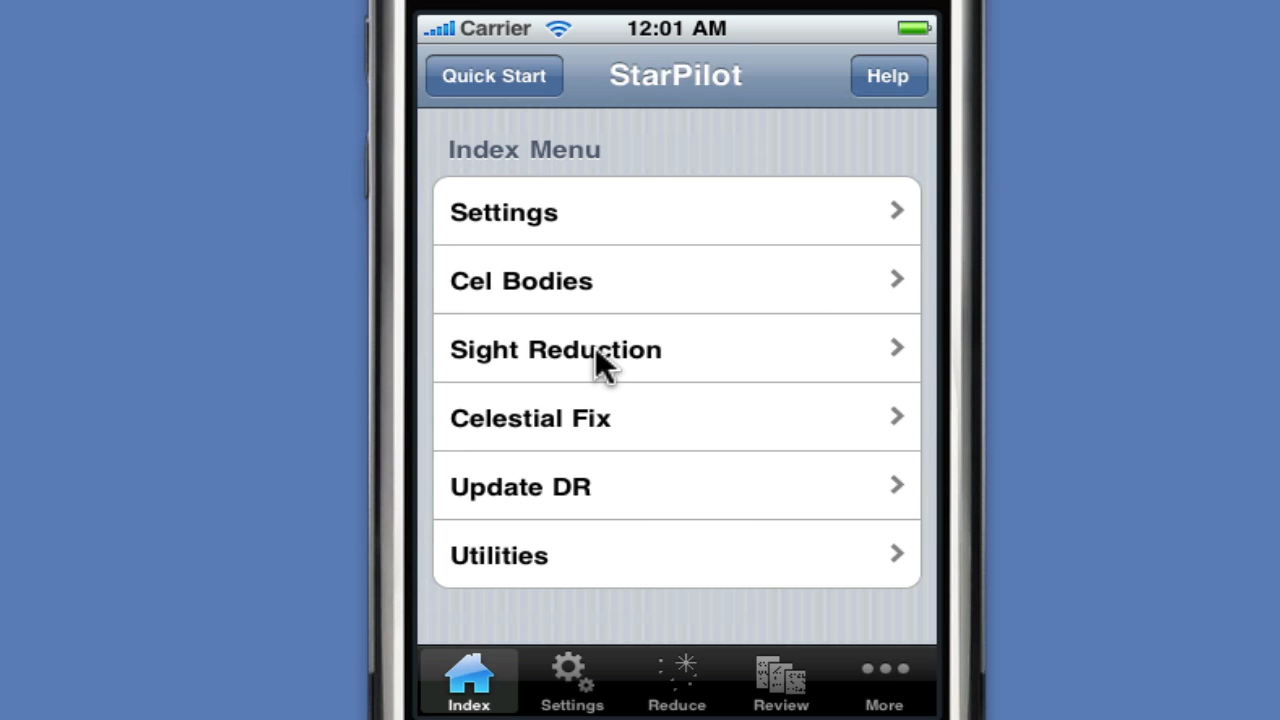 Carrier 12:01 AM
Quick Start StarPilot Help
Index Menu
Settings
Cel Bodies
Sight Reduction
Celestial Fix
Update DR
Utilities
Index Settings Reduce Review More